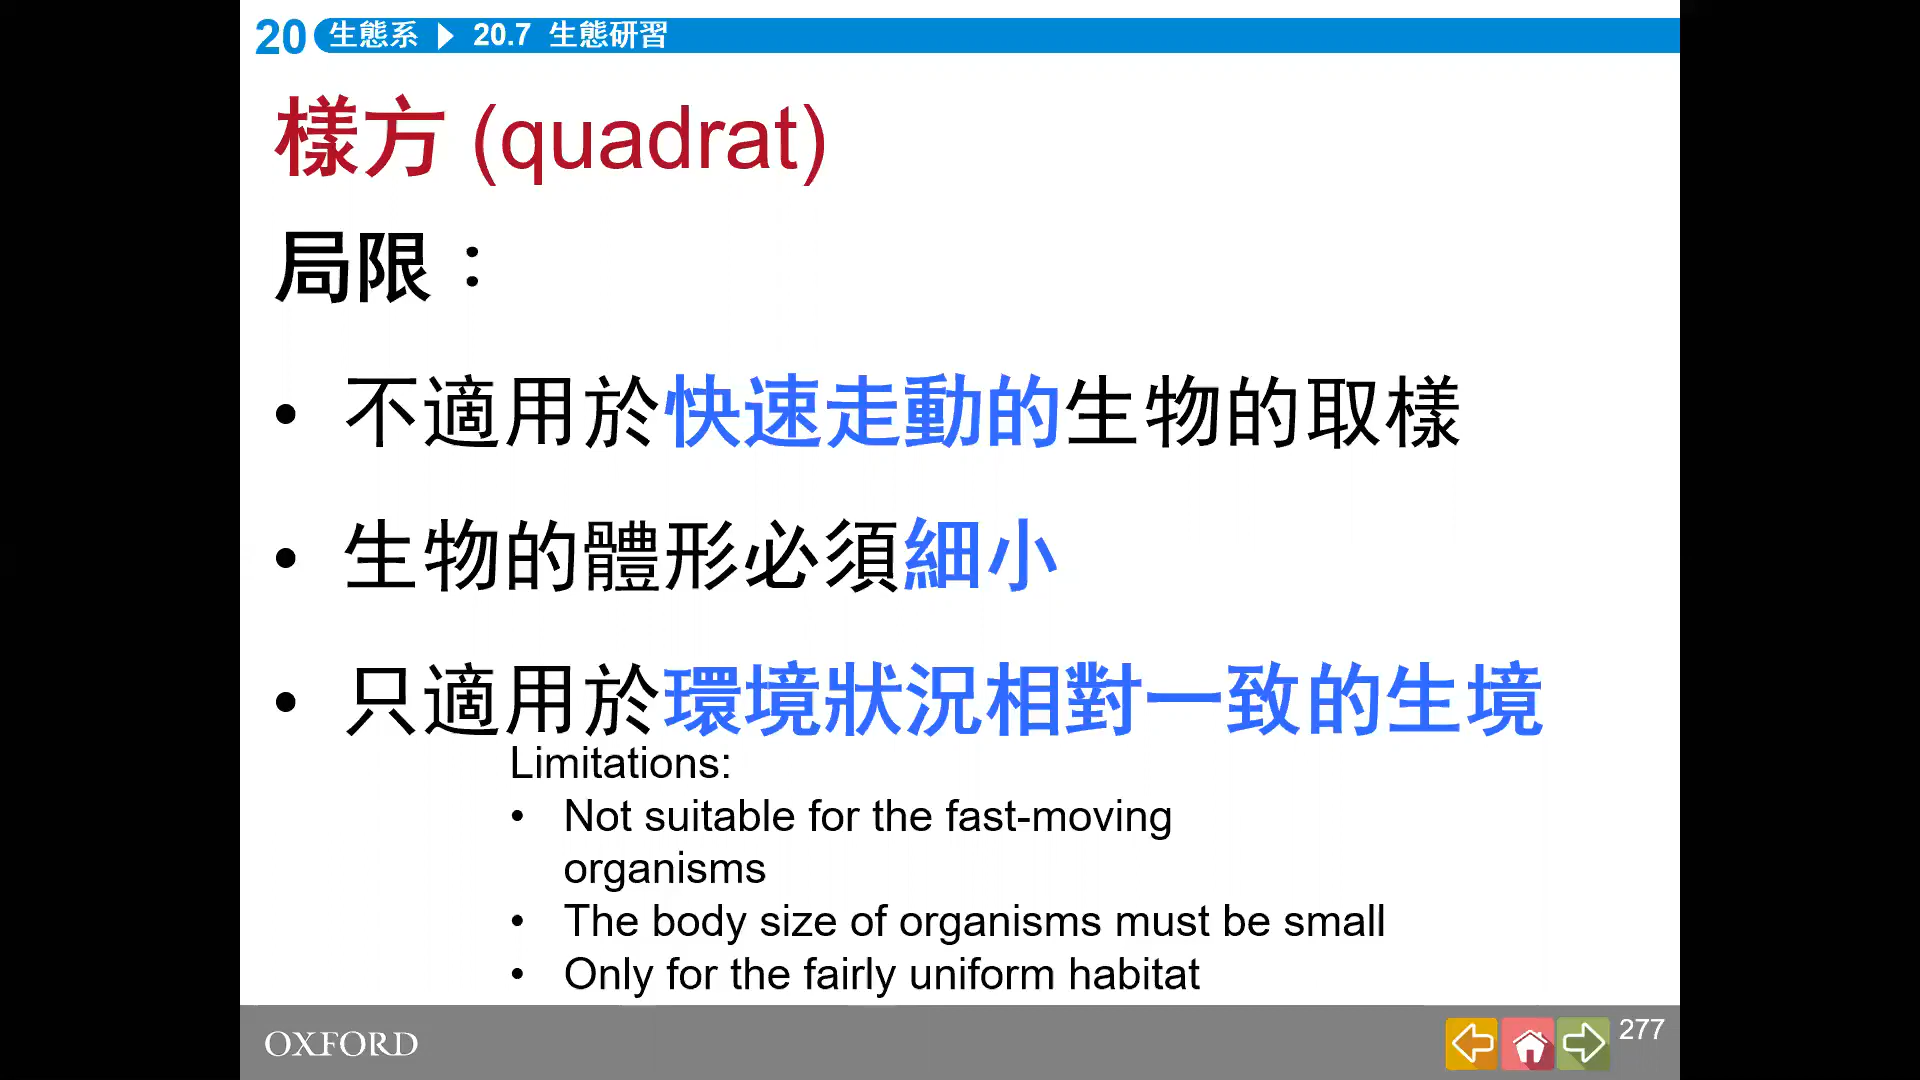 20 生態系 ▶ 20.7 生態研習
樣方 (quadrat)
局限：
• 不適用於快速走動的生物的取樣
• 生物的體形必須細小
• 只適用於環境狀況相對一致的生境
Limitations:
• Not suitable for the fast-moving
organisms
• The body size of organisms must be small
• Only for the fairly uniform habitat
OXFORD
277